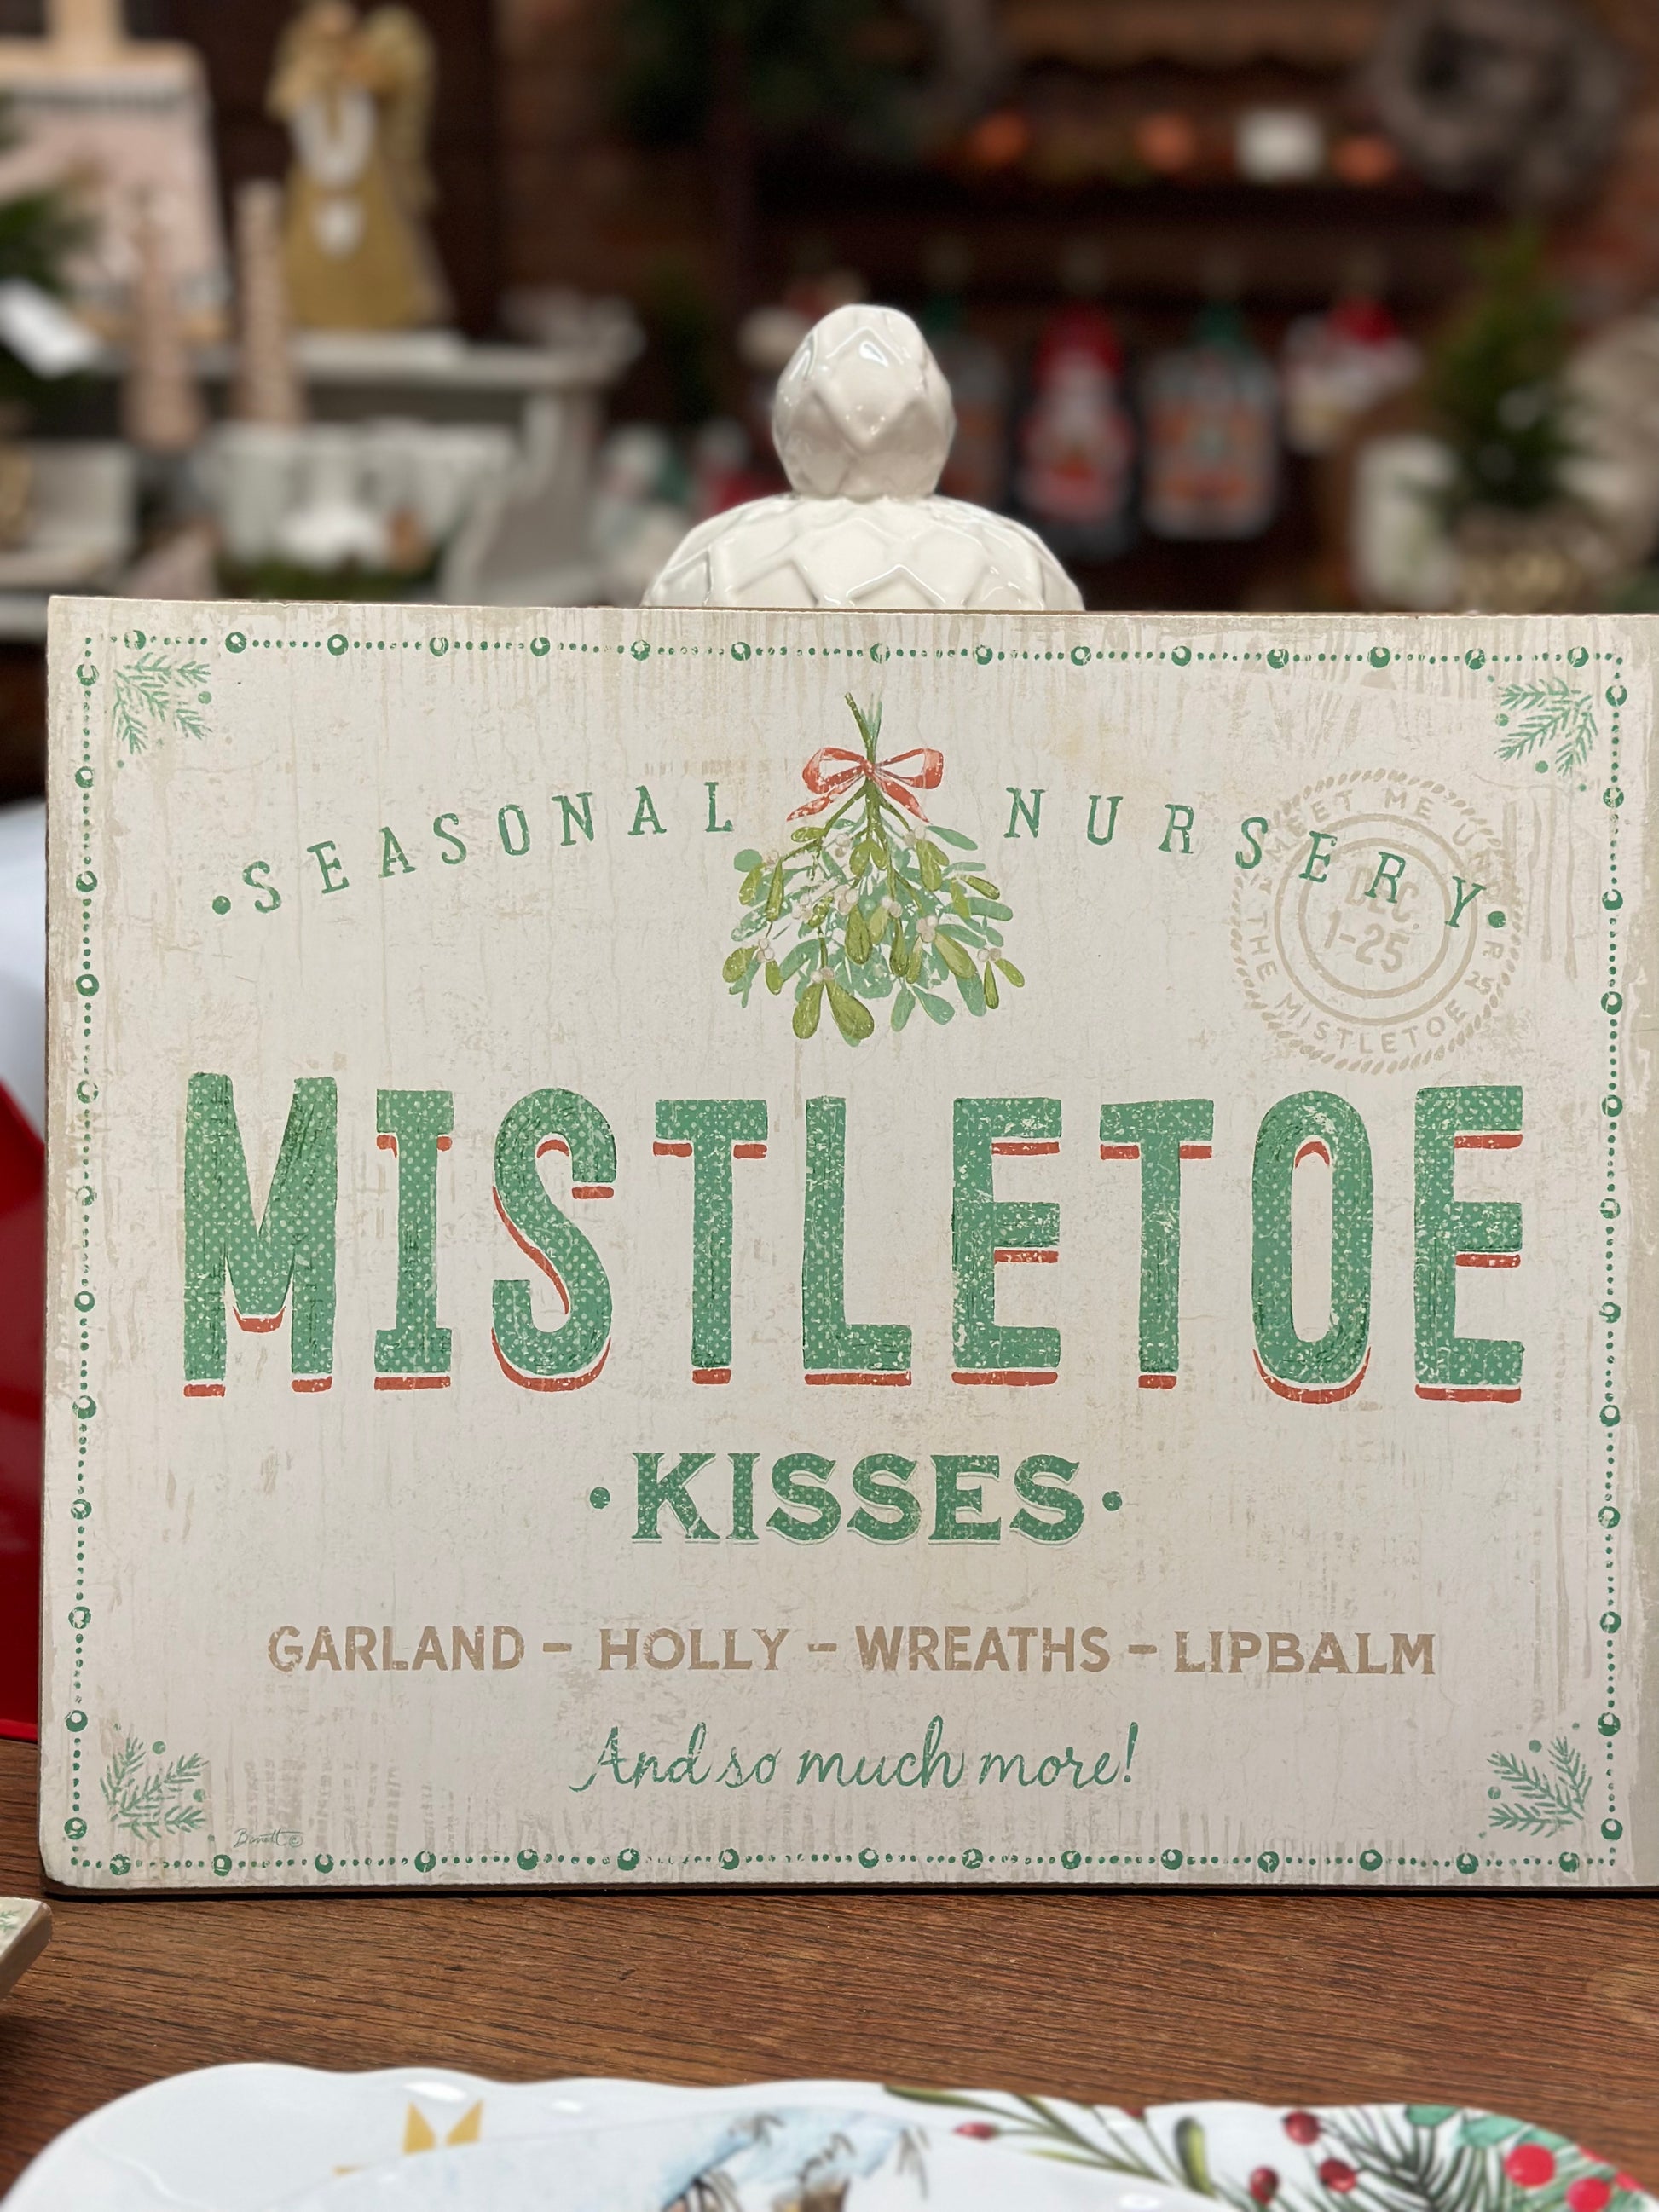 •SEASONAL NURSERY•
MEET ME UNDER
THE MISTLETOE
DEC.
1-25
25
MISTLETOE
•KISSES•
GARLAND - HOLLY - WREATHS - LIPBALM
And so much more!